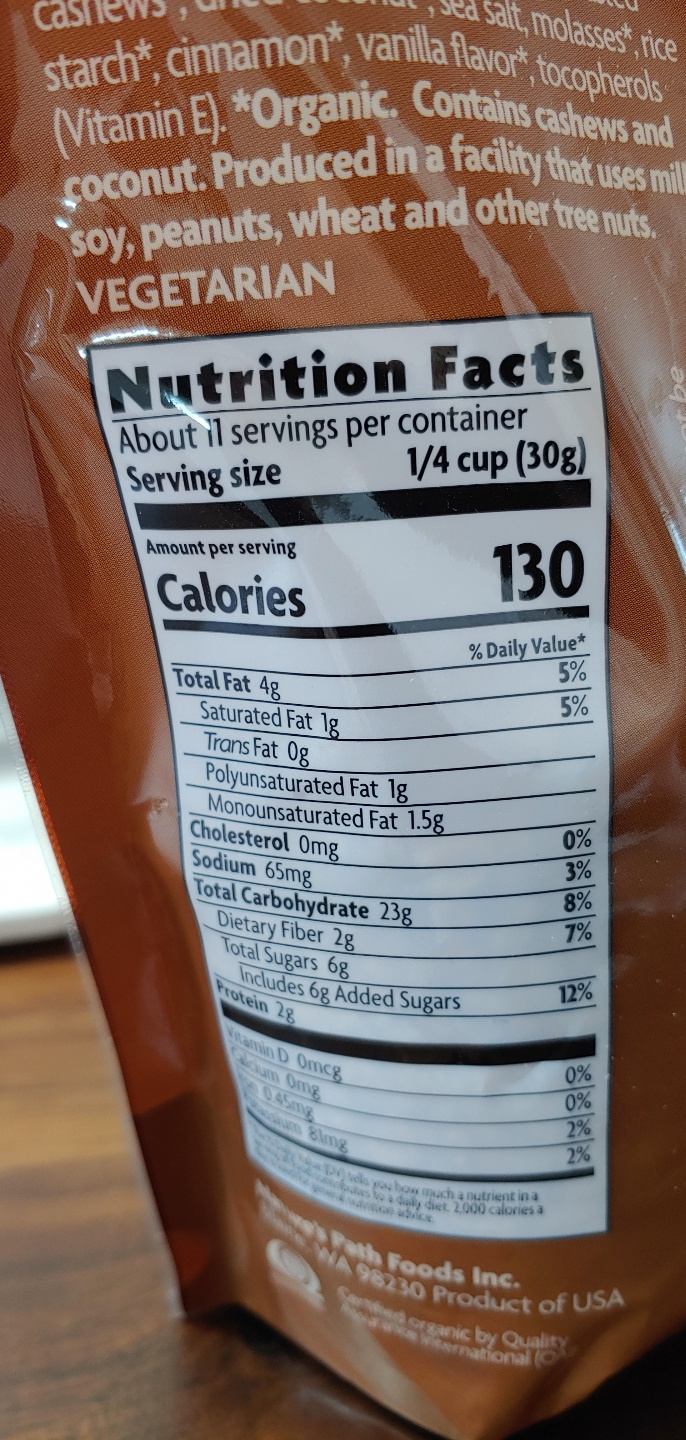 cashews*, dried coconut*, sea salt, molasses*, rice
starch*, cinnamon*, vanilla flavor*, tocopherols
(Vitamin E). *Organic. Contains cashews and
coconut. Produced in a facility that uses mil
soy, peanuts, wheat and other tree nuts.
VEGETARIAN
Nutrition Facts
About 11 servings per container
Serving size 1/4 cup (30g)
Amount per serving
Calories 130
% Daily Value*
Total Fat 4g 5%
Saturated Fat 1g 5%
Trans Fat 0g
Polyunsaturated Fat 1g
Monounsaturated Fat 1.5g
Cholesterol 0mg 0%
Sodium 65mg 3%
Total Carbohydrate 23g 8%
Dietary Fiber 2g 7%
Total Sugars 6g
Includes 6g Added Sugars 12%
Protein 2g
Vitamin D 0mcg 0%
Calcium 0mg 0%
0.45mg 2%
Potassium 81mg 2%
tells you how much a nutrient in a
to a daily diet. 2,000 calories a
general nutrition advice.
Nature's Path Foods Inc.
WA 98230 Product of USA
Certified organic by Quality
International